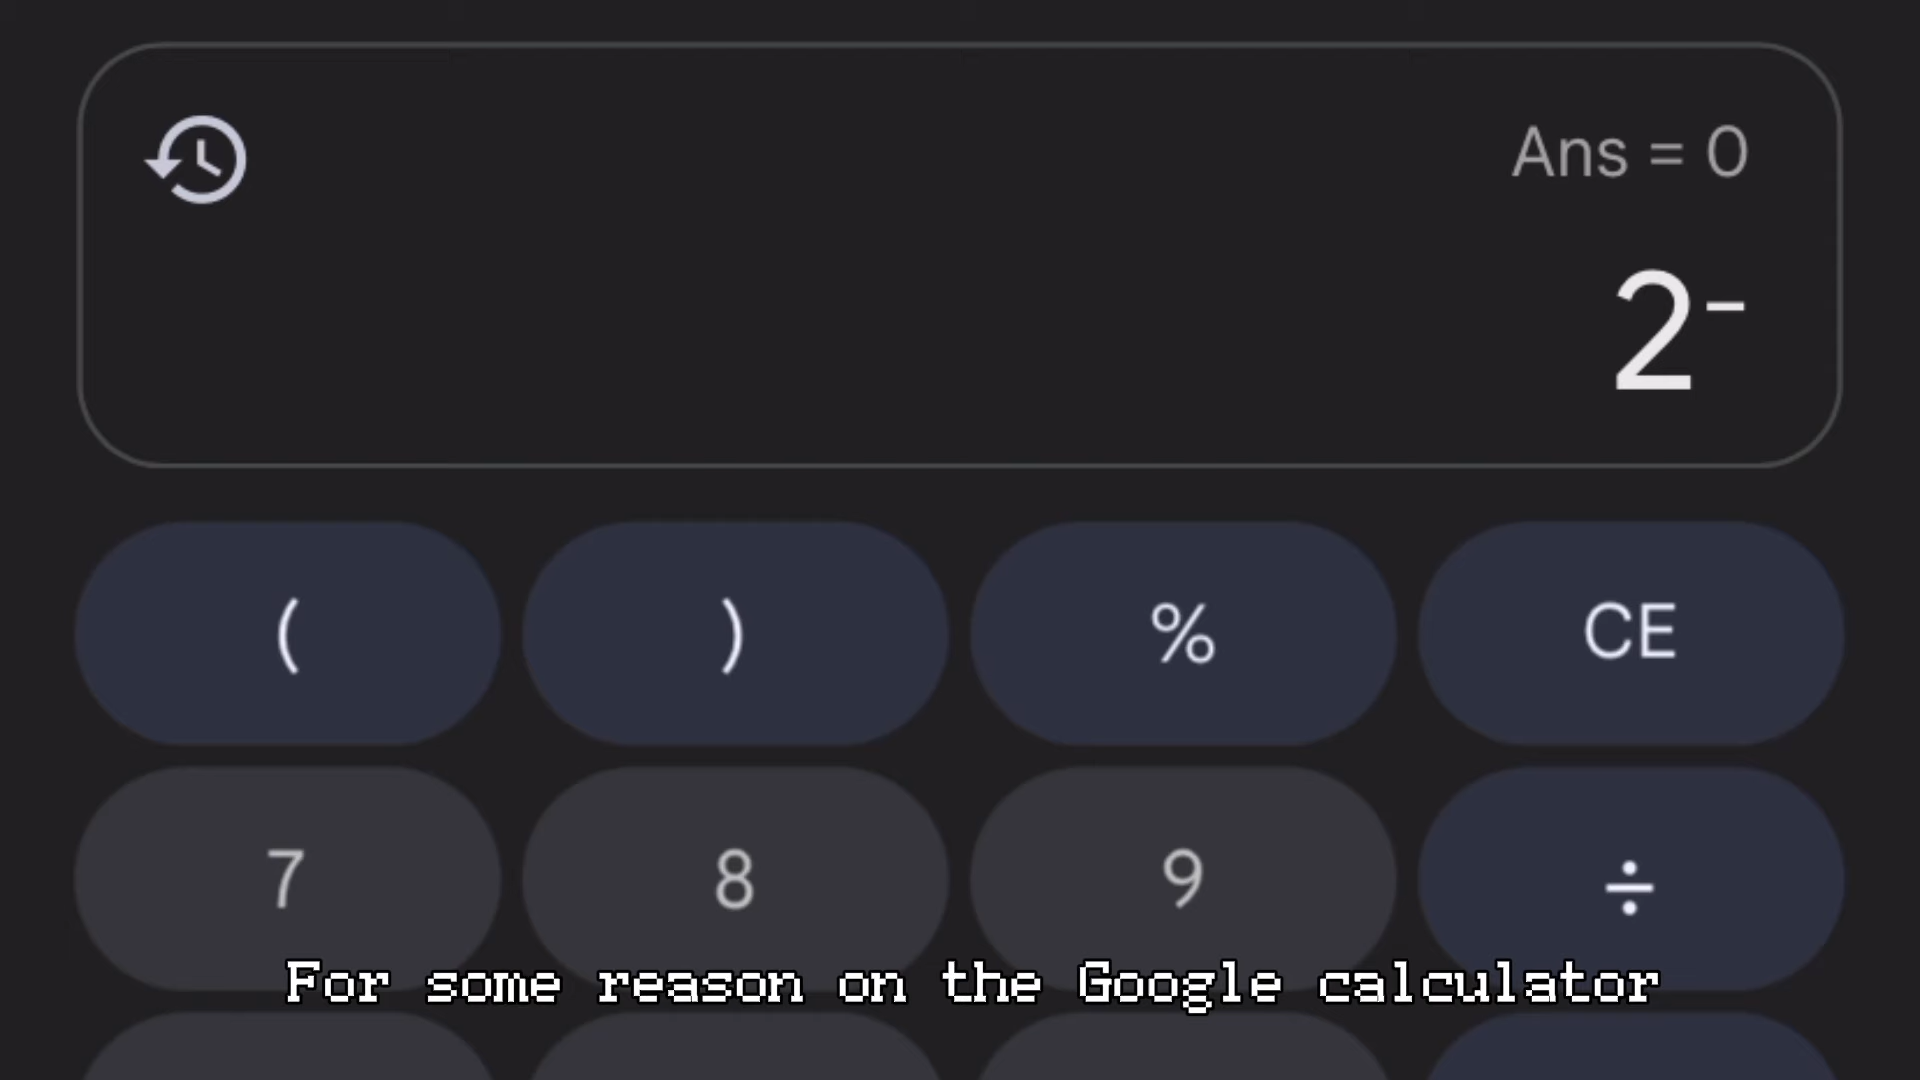 Ans = 0
2⁻
( ) % CE
7 8 9 ÷
For some reason on the Google calculator